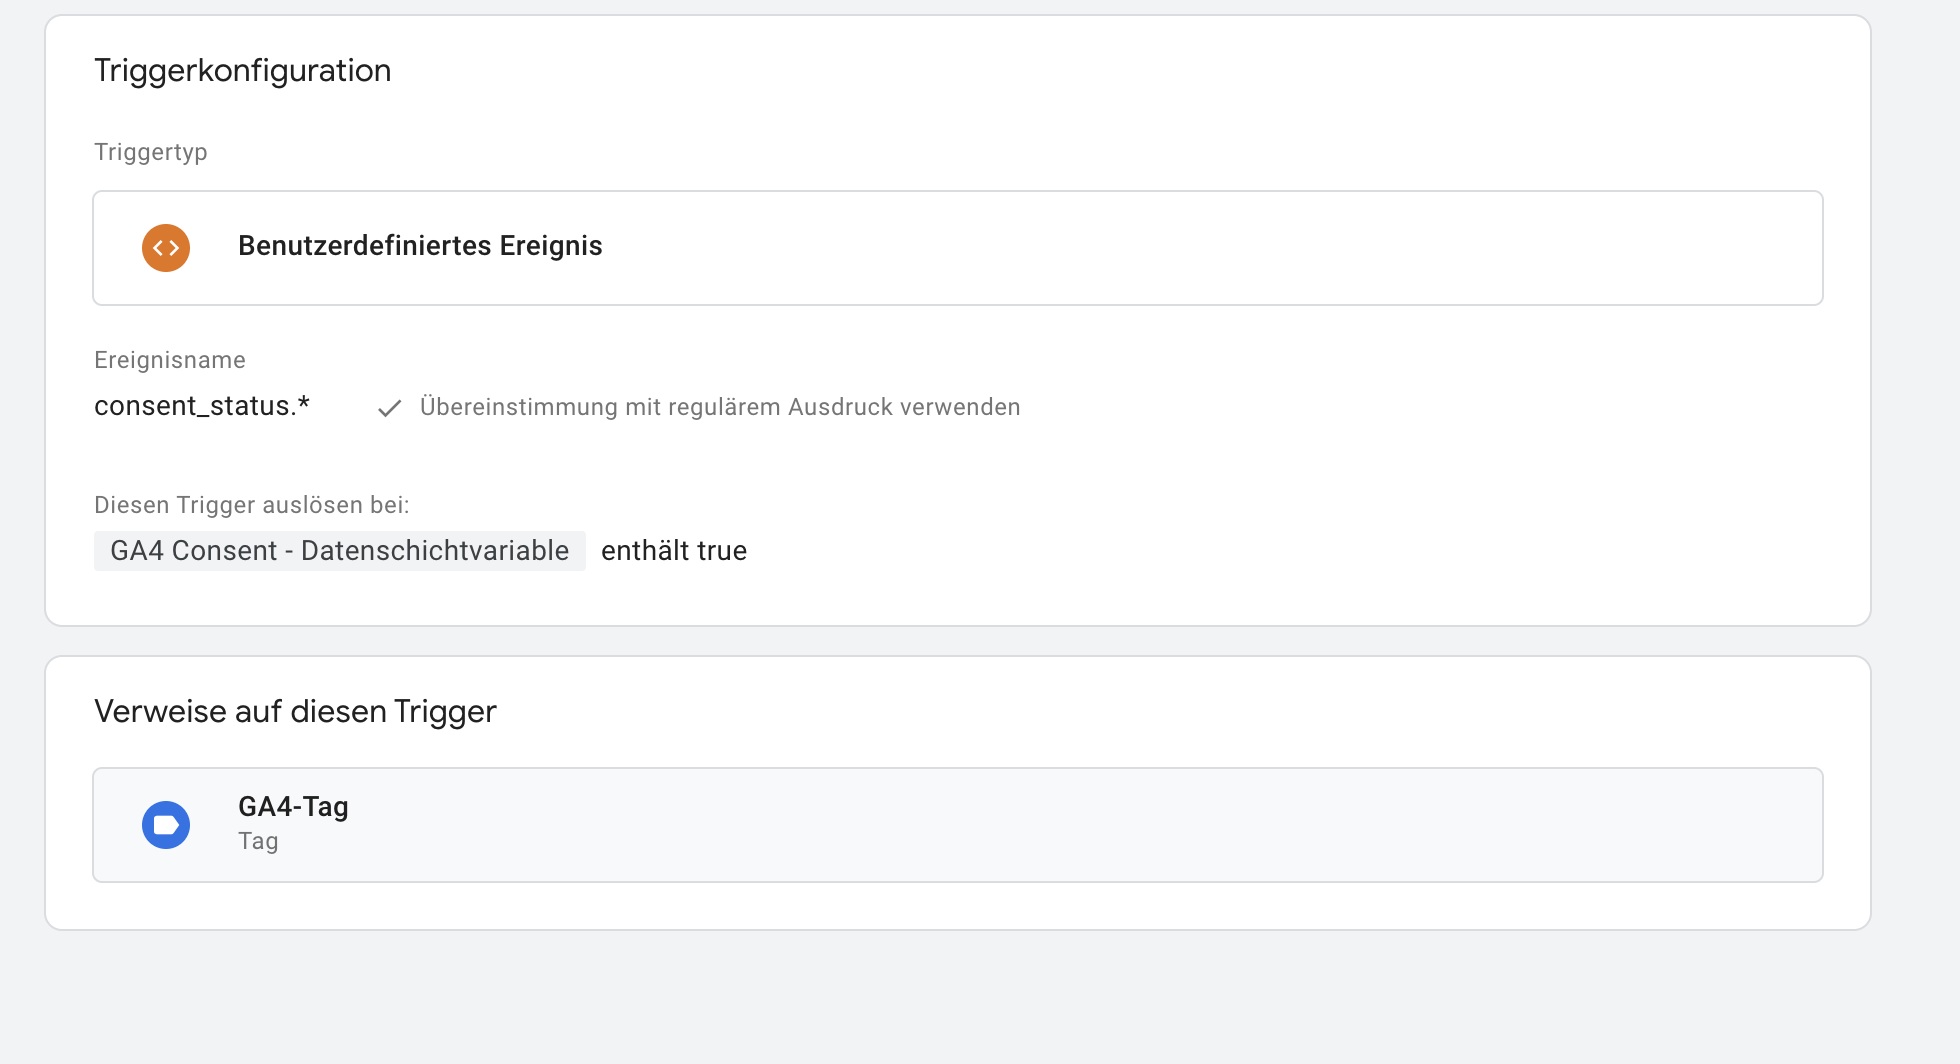 Triggerkonfiguration
Triggertyp
Benutzerdefiniertes Ereignis
Ereignisname
consent_status.* Übereinstimmung mit regulärem Ausdruck verwenden
Diesen Trigger auslösen bei:
GA4 Consent - Datenschichtvariable enthält true
Verweise auf diesen Trigger
GA4-Tag
Tag